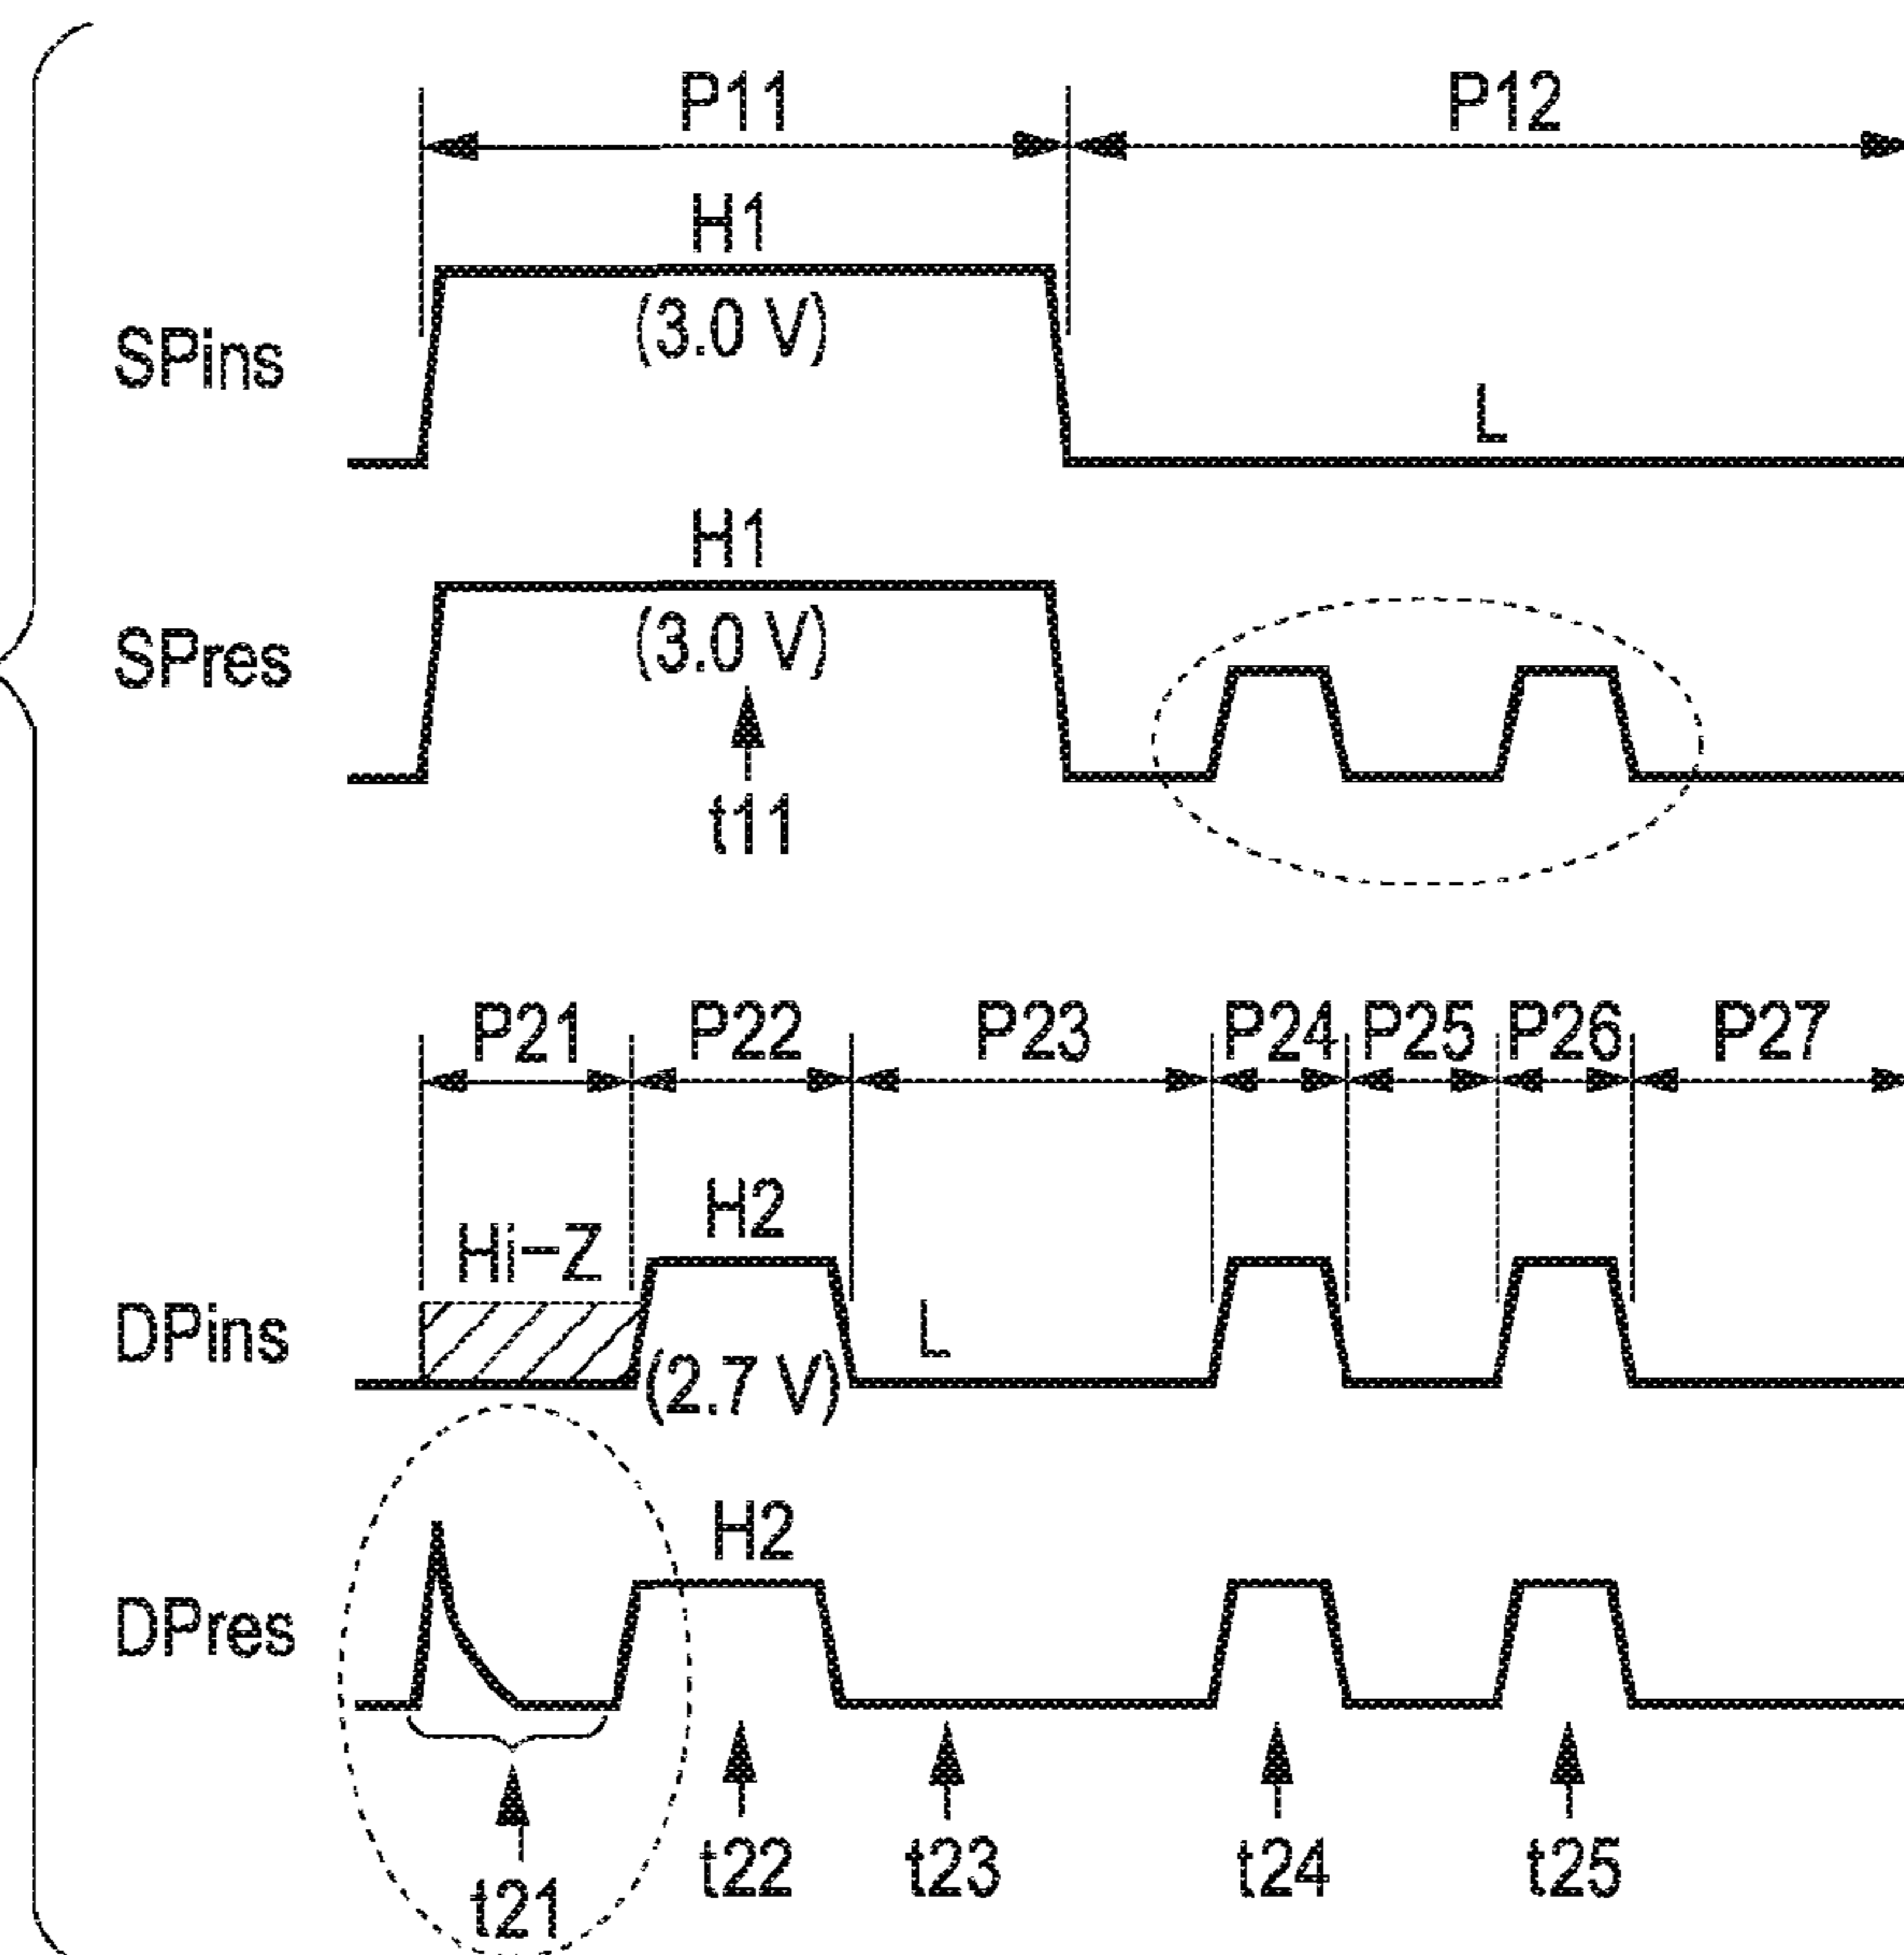 P11 P12
H1
(3.0 V)
SPins
L
H1
(3.0 V)
SPres
t11
P21 P22 P23 P24 P25 P26 P27
H2
Hi-Z
DPins
L
(2.7 V)
H2
DPres
t21 t22 t23 t24 t25